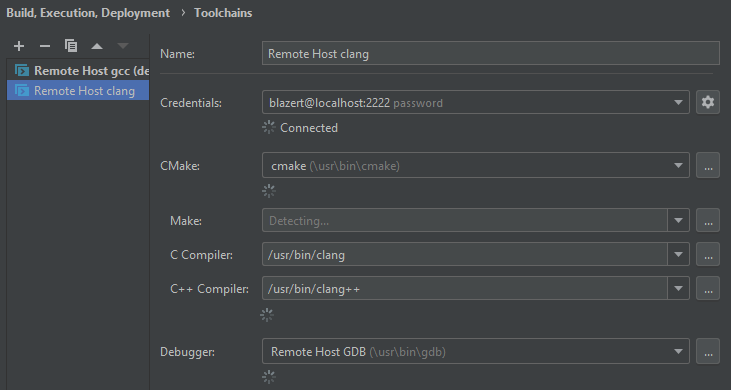 Build, Execution, Deployment › Toolchains
Name: Remote Host clang
Remote Host gcc (de
Remote Host clang
Credentials: blazert@localhost:2222 password
Connected
CMake: cmake (\usr\bin\cmake) ...
Make: Detecting... ...
C Compiler: /usr/bin/clang ...
C++ Compiler: /usr/bin/clang++ ...
Debugger: Remote Host GDB (\usr\bin\gdb) ...